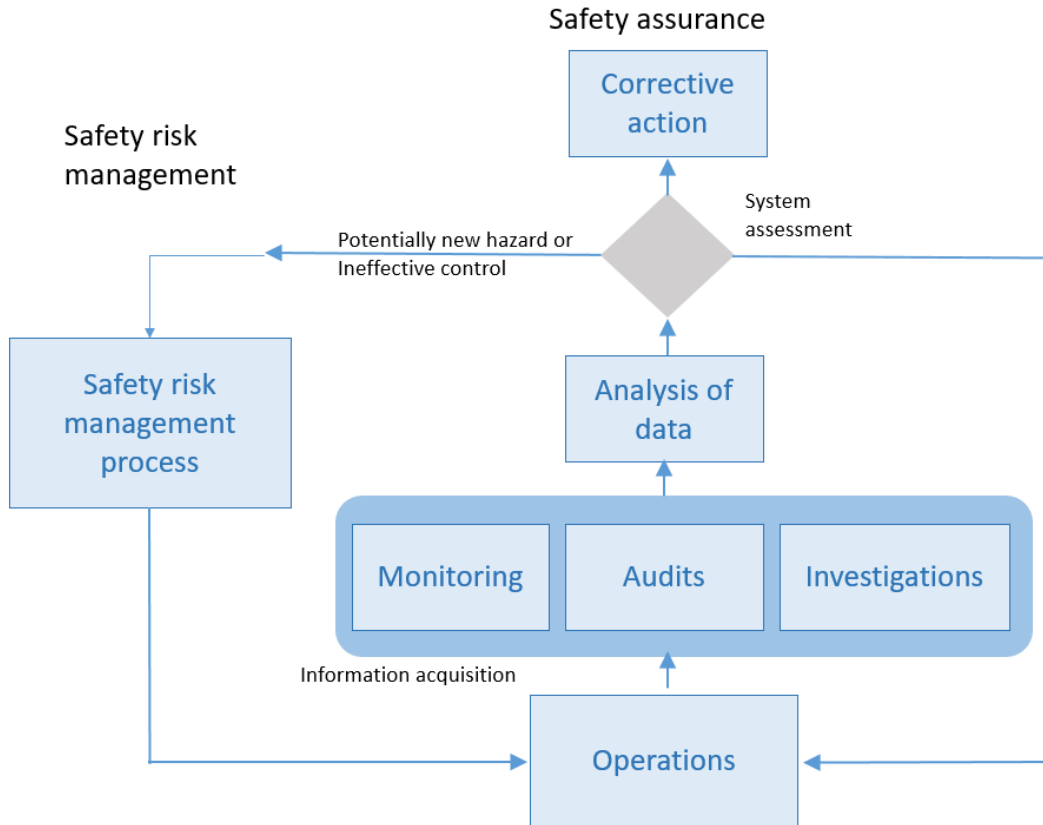 Safety assurance
Corrective
action
Safety risk
management
System
assessment
Potentially new hazard or
Ineffective control
Safety risk
management
process
Analysis of
data
Monitoring
Audits
Investigations
Information acquisition
Operations